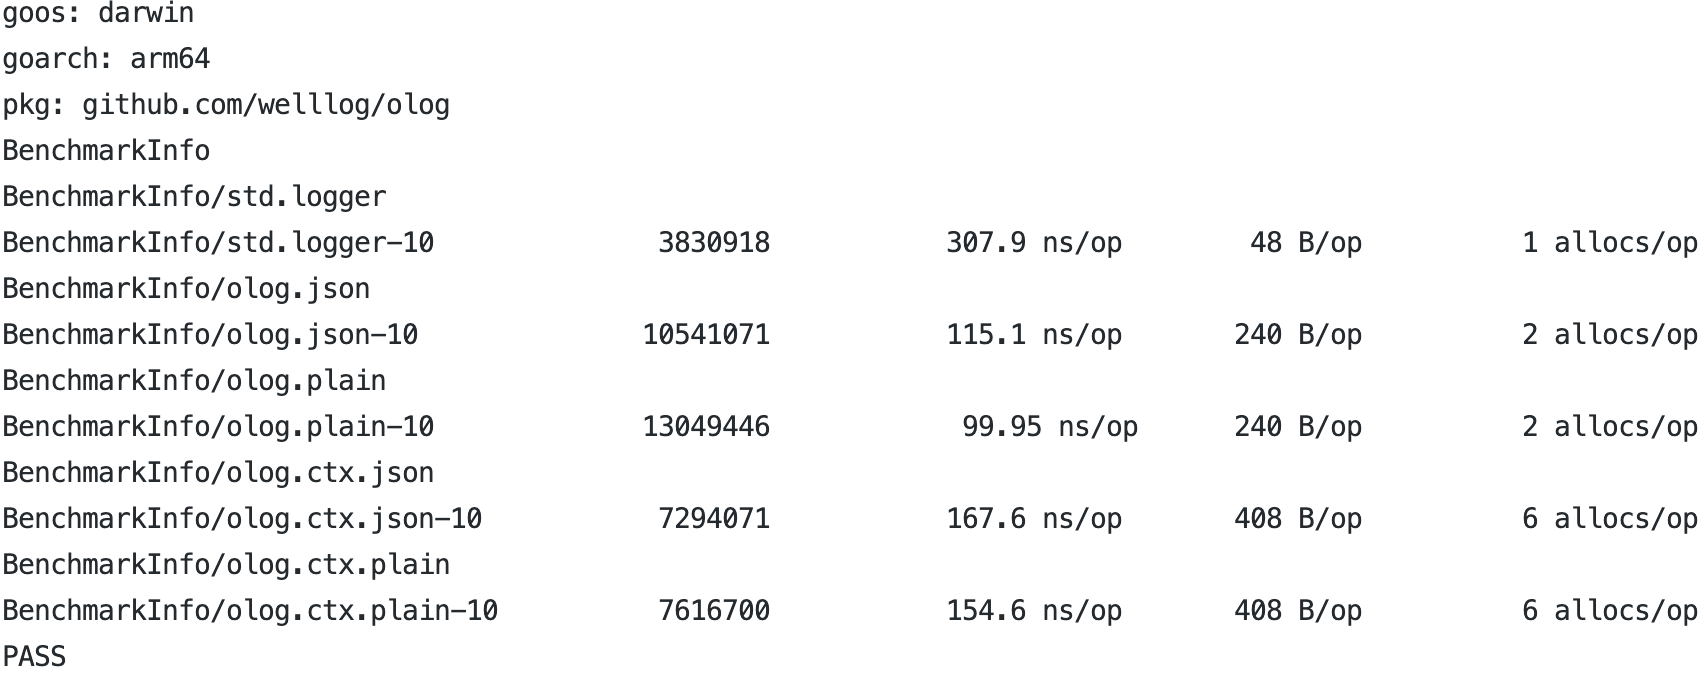 goos: darwin
goarch: arm64
pkg: github.com/welllog/olog
BenchmarkInfo
BenchmarkInfo/std.logger
BenchmarkInfo/std.logger-10 3830918 307.9 ns/op 48 B/op 1 allocs/op
BenchmarkInfo/olog.json
BenchmarkInfo/olog.json-10 10541071 115.1 ns/op 240 B/op 2 allocs/op
BenchmarkInfo/olog.plain
BenchmarkInfo/olog.plain-10 13049446 99.95 ns/op 240 B/op 2 allocs/op
BenchmarkInfo/olog.ctx.json
BenchmarkInfo/olog.ctx.json-10 7294071 167.6 ns/op 408 B/op 6 allocs/op
BenchmarkInfo/olog.ctx.plain
BenchmarkInfo/olog.ctx.plain-10 7616700 154.6 ns/op 408 B/op 6 allocs/op
PASS